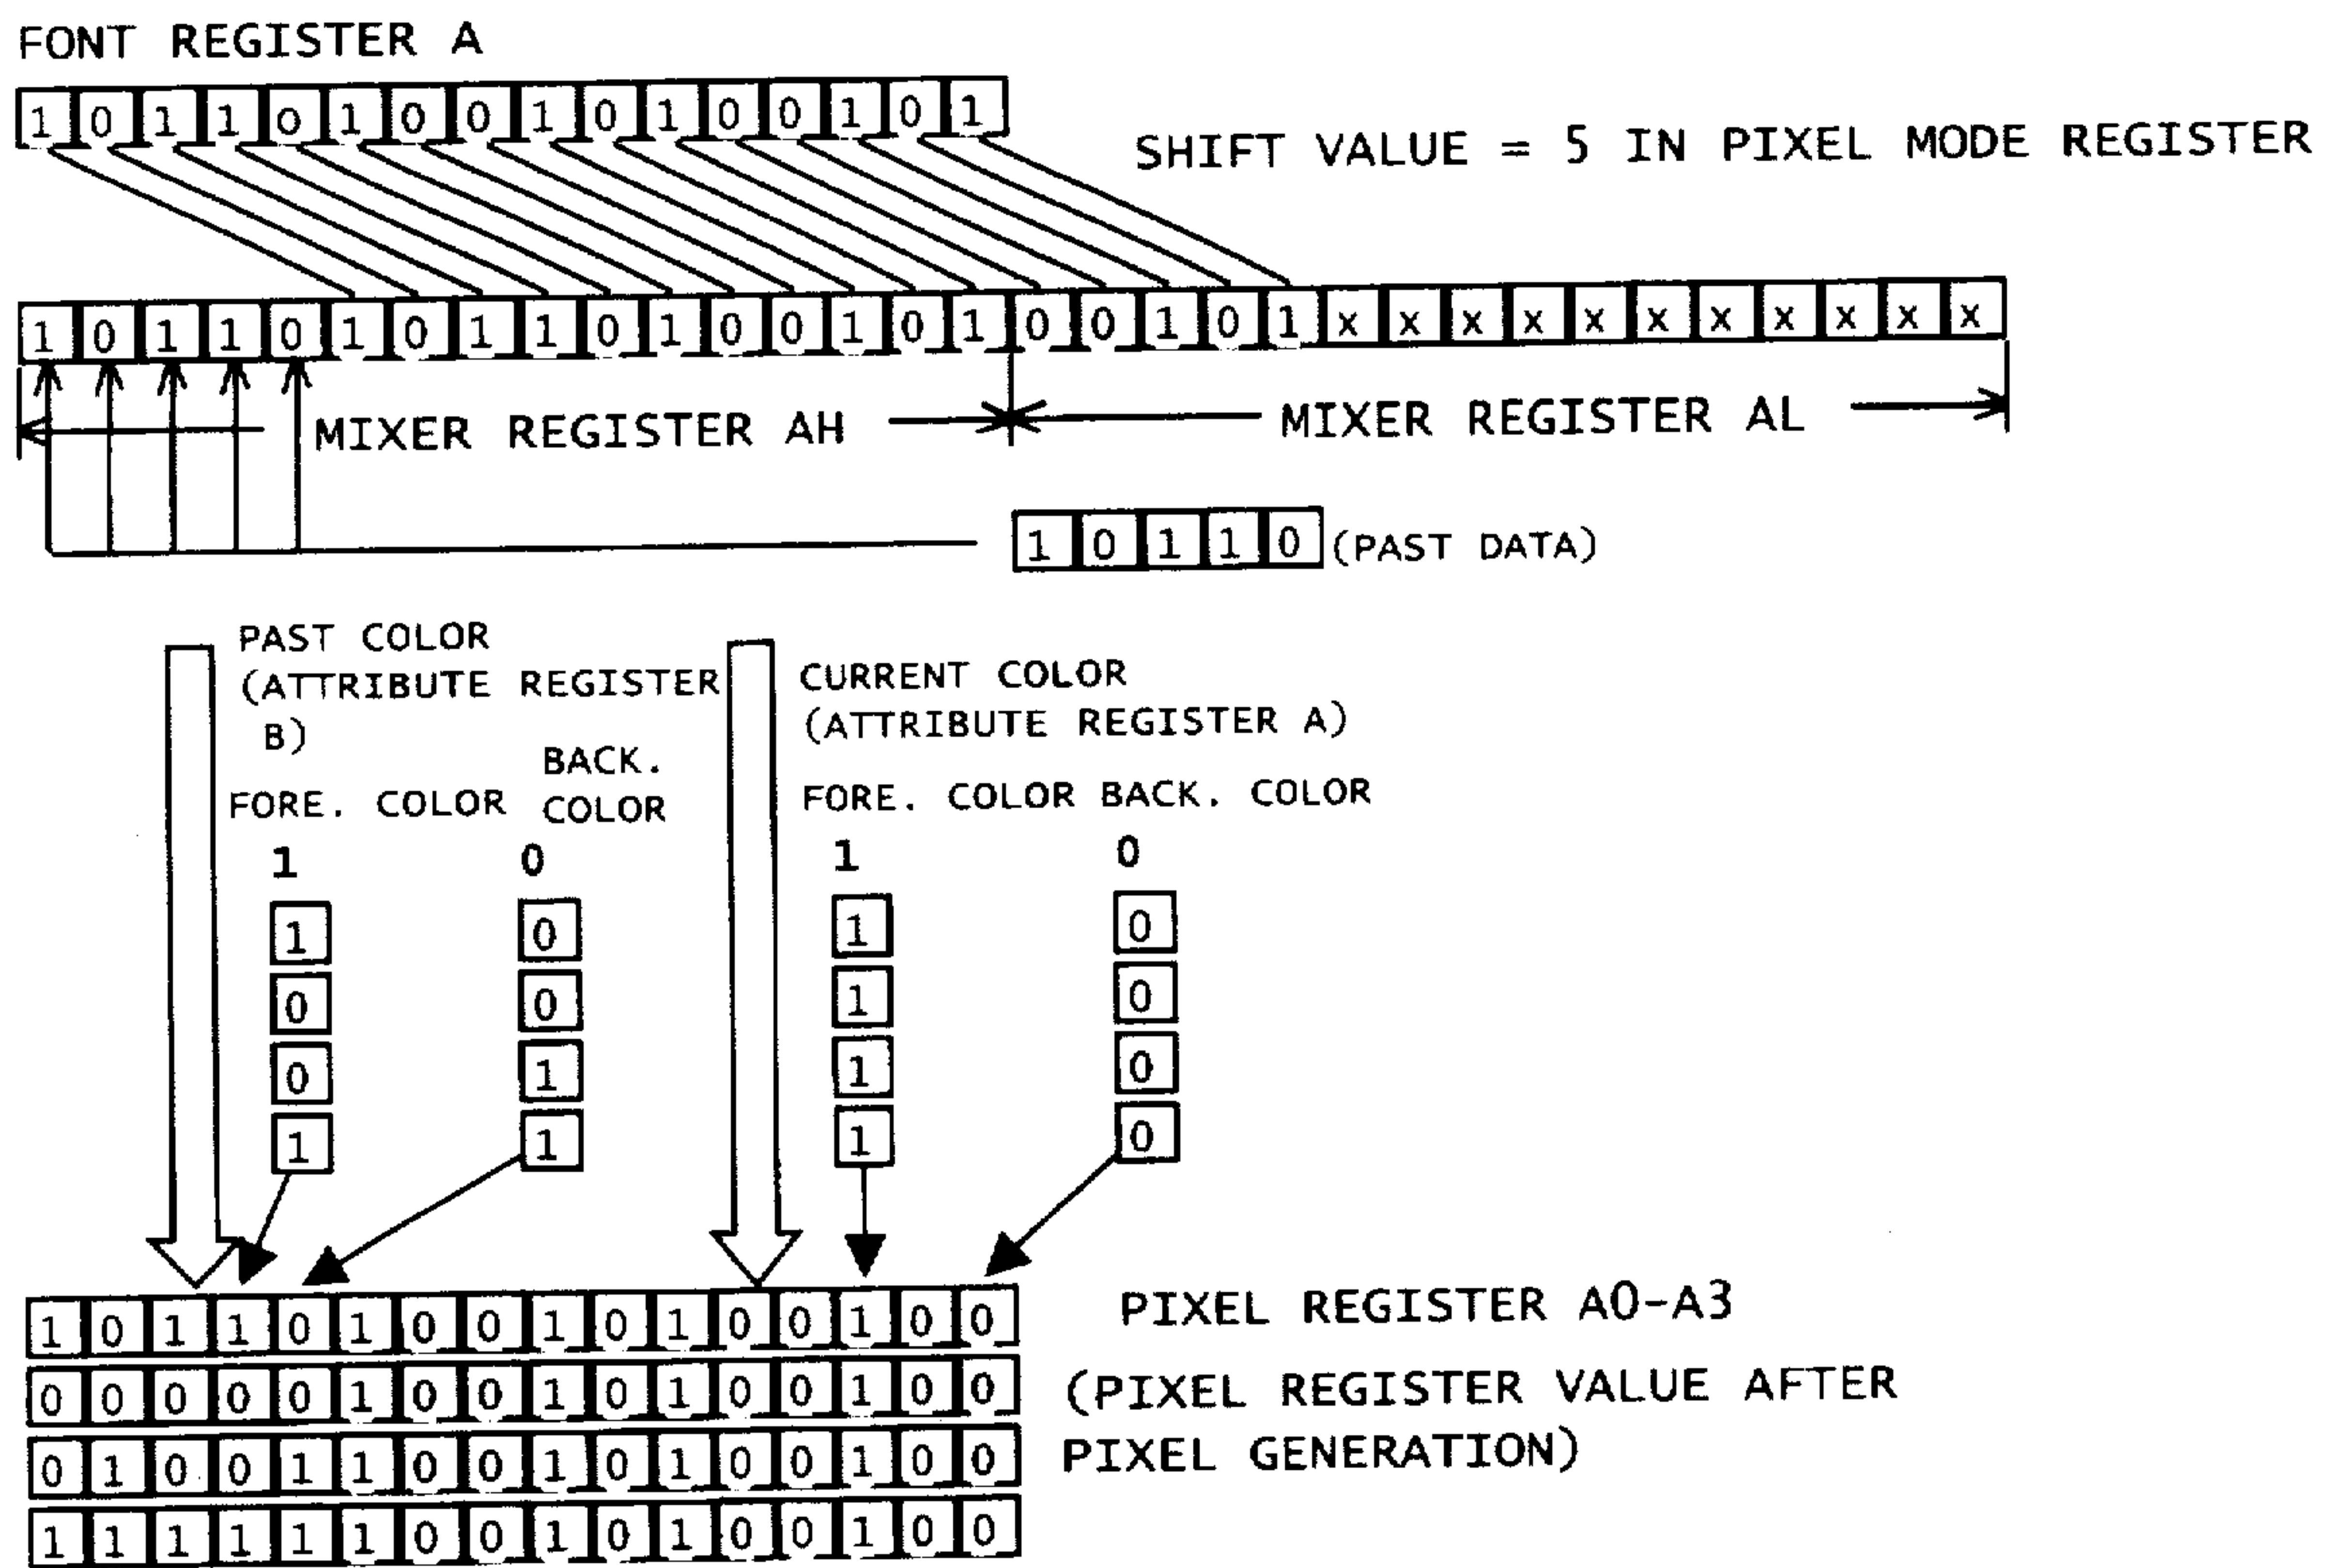 FONT REGISTER A
1 0 1 1 0 1 0 0 1 0 1 0 0 1 0 1
SHIFT VALUE = 5 IN PIXEL MODE REGISTER
1 0 1 1 0 1 0 1 1 0 1 0 0 1 0 1 0 0 1 0 1 x x x x x x x x x x x
MIXER REGISTER AH
MIXER REGISTER AL
1 0 1 1 0 (PAST DATA)
PAST COLOR
(ATTRIBUTE REGISTER
B)
FORE. COLOR
BACK.
COLOR
CURRENT COLOR
(ATTRIBUTE REGISTER A)
FORE. COLOR BACK. COLOR
1 0 1 0
1 0 1 0
0 0 1 0
0 1 1 0
1 1 1 0
1 0 1 1 0 1 0 0 1 0 1 0 0 1 0 0
PIXEL REGISTER A0-A3
0 0 0 0 0 1 0 0 1 0 1 0 0 1 0 0
(PIXEL REGISTER VALUE AFTER
0 1 0 0 1 1 0 0 1 0 1 0 0 1 0 0
PIXEL GENERATION)
1 1 1 1 1 1 0 0 1 0 1 0 0 1 0 0